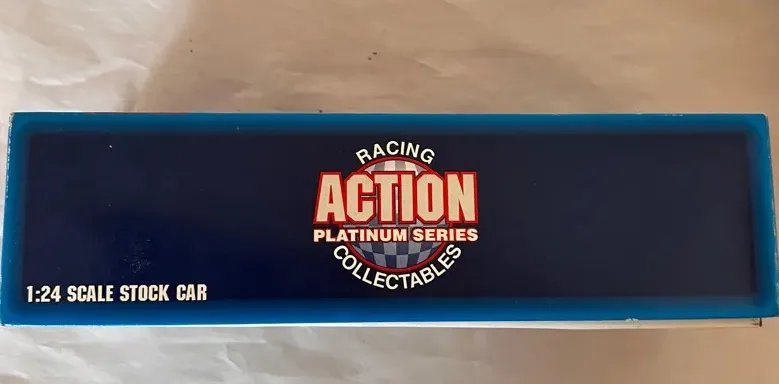 RACING
ACTION
PLATINUM SERIES
COLLECTABLES
1:24 SCALE STOCK CAR